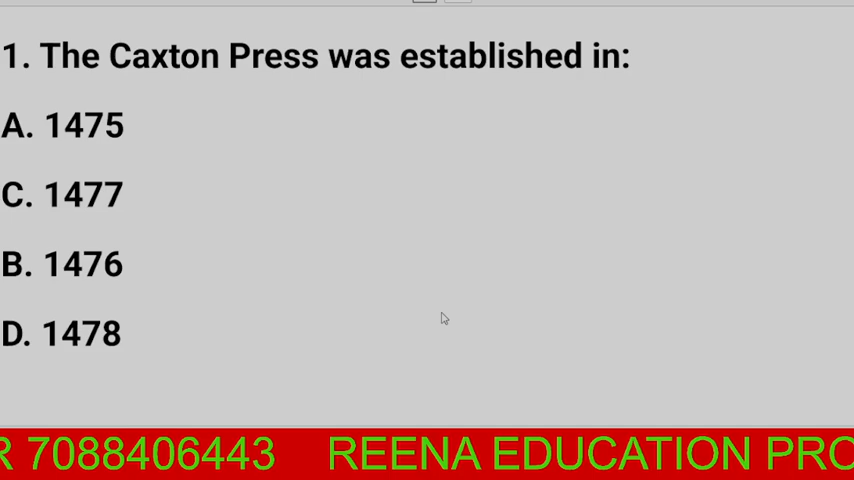 1. The Caxton Press was established in:
A. 1475
C. 1477
B. 1476
D. 1478
R 7088406443 REENA EDUCATION PRO